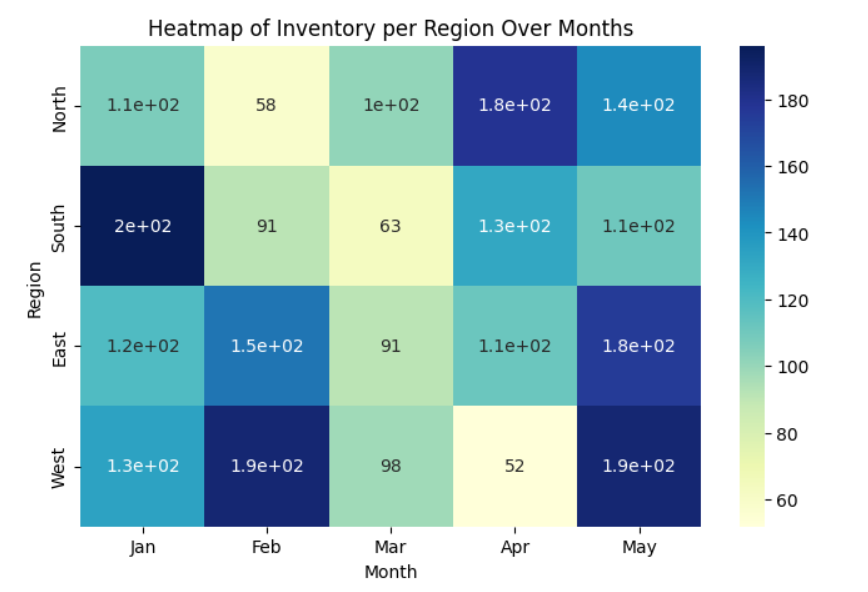 Heatmap of Inventory per Region Over Months
North 1.1e+02 58 1e+02 1.8e+02 1.4e+02
South 2e+02 91 63 1.3e+02 1.1e+02
East 1.2e+02 1.5e+02 91 1.1e+02 1.8e+02
West 1.3e+02 1.9e+02 98 52 1.9e+02
Jan Feb Mar Apr May
Month
Region
180
160
140
120
100
80
60